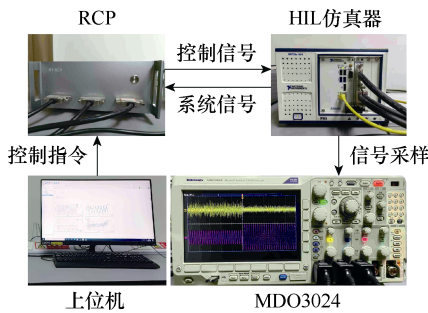 RCP
HIL仿真器
控制信号
系统信号
控制指令
信号采样
Tektronix
上位机
MDO3024